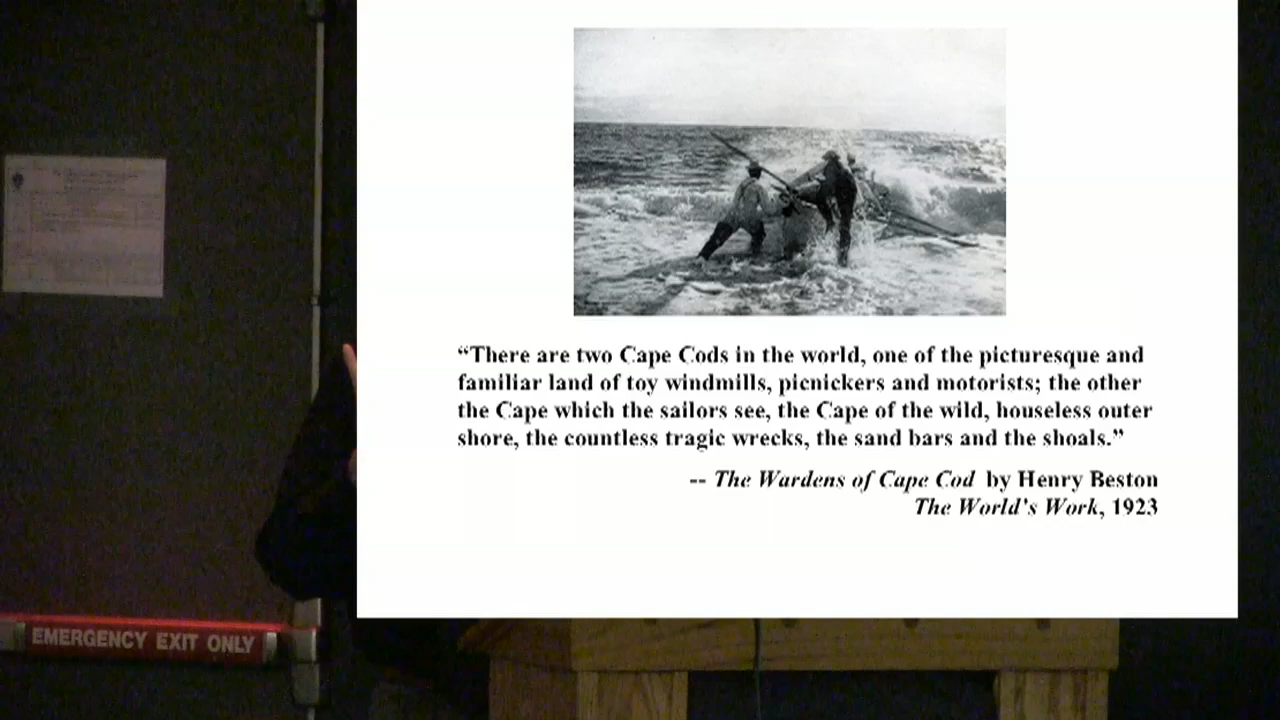 “There are two Cape Cods in the world, one of the picturesque and
familiar land of toy windmills, picnickers and motorists; the other
the Cape which the sailors see, the Cape of the wild, houseless outer
shore, the countless tragic wrecks, the sand bars and the shoals.”
-- The Wardens of Cape Cod by Henry Beston
The World's Work, 1923
EMERGENCY EXIT ONLY